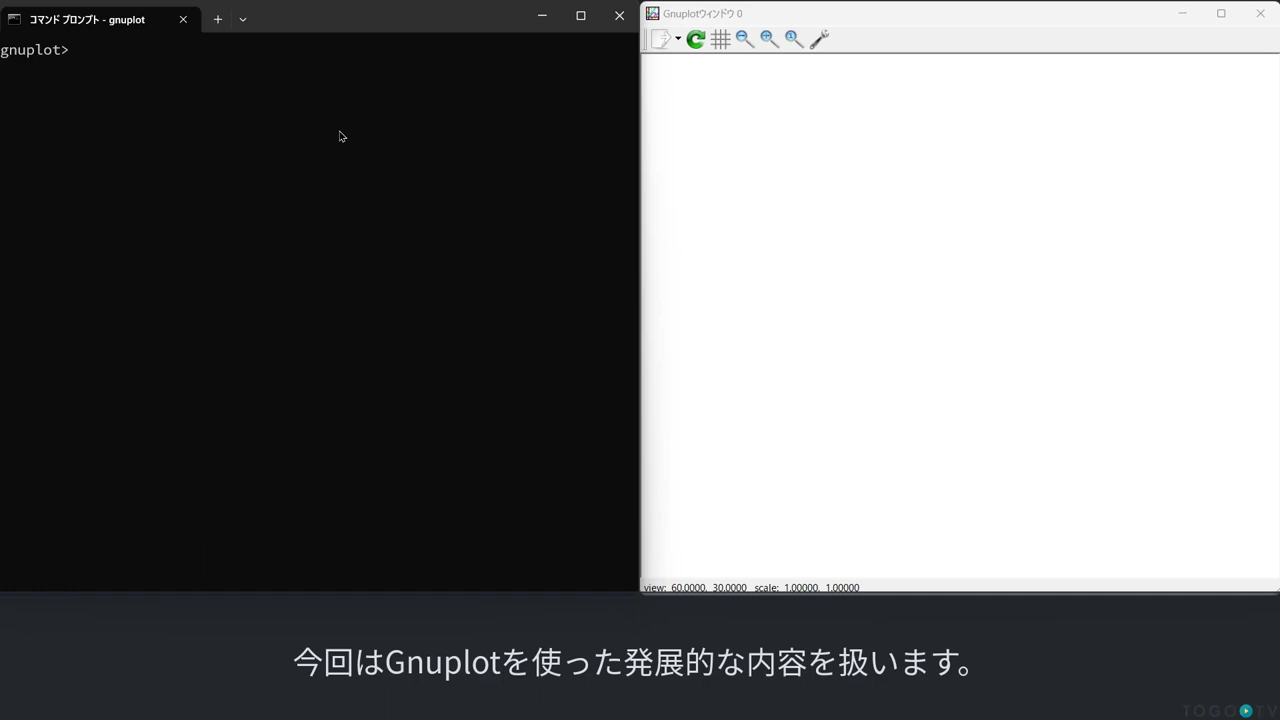 コマンド プロンプト - gnuplot
gnuplot>
Gnuplotウィンドウ 0
view: 60.0000, 30.0000 scale: 1.00000, 1.00000
今回はGnuplotを使った発展的な内容を扱います。
TOGOTV